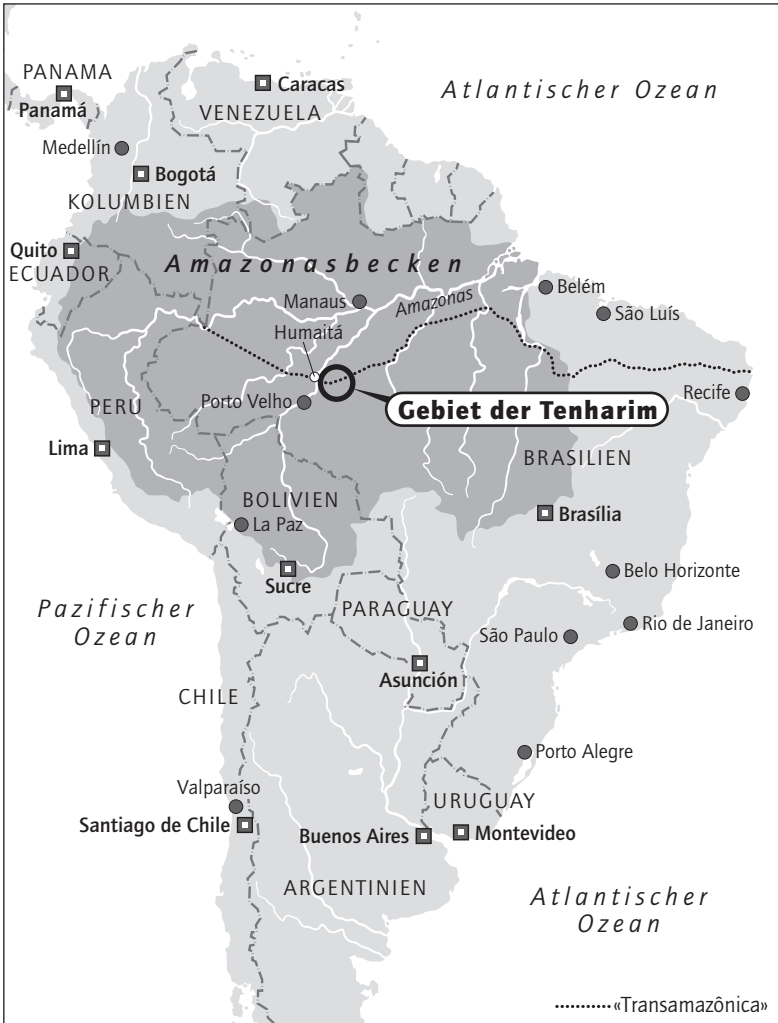 PANAMA
Panamá
Caracas
VENEZUELA
Atlantischer Ozean
Medellín
Bogotá
KOLUMBIEN
Quito
ECUADOR
Amazonasbecken
Manaus
Amazonas
Belém
São Luís
Humaitá
Porto Velho
Gebiet der Tenharim
Recife
PERU
Lima
BRASILIEN
BOLIVIEN
La Paz
Brasília
Sucre
Belo Horizonte
Pazifischer
Ozean
PARAGUAY
São Paulo
Rio de Janeiro
Asunción
CHILE
Porto Alegre
Valparaíso
URUGUAY
Santiago de Chile
Buenos Aires
Montevideo
ARGENTINIEN
Atlantischer
Ozean
«Transamazônica»